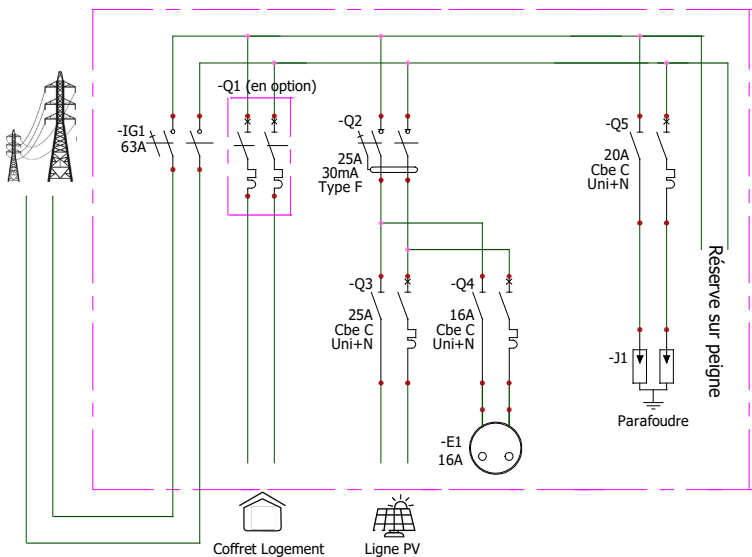 -Q1 (en option)
-IG1
63A
-Q2
25A
30mA
Type F
-Q5
20A
Cbe C
Uni+N
-Q3
25A
Cbe C
Uni+N
-Q4
16A
Cbe C
Uni+N
Réserve sur peigne
-J1
Parafoudre
-E1
16A
Coffret Logement
Ligne PV